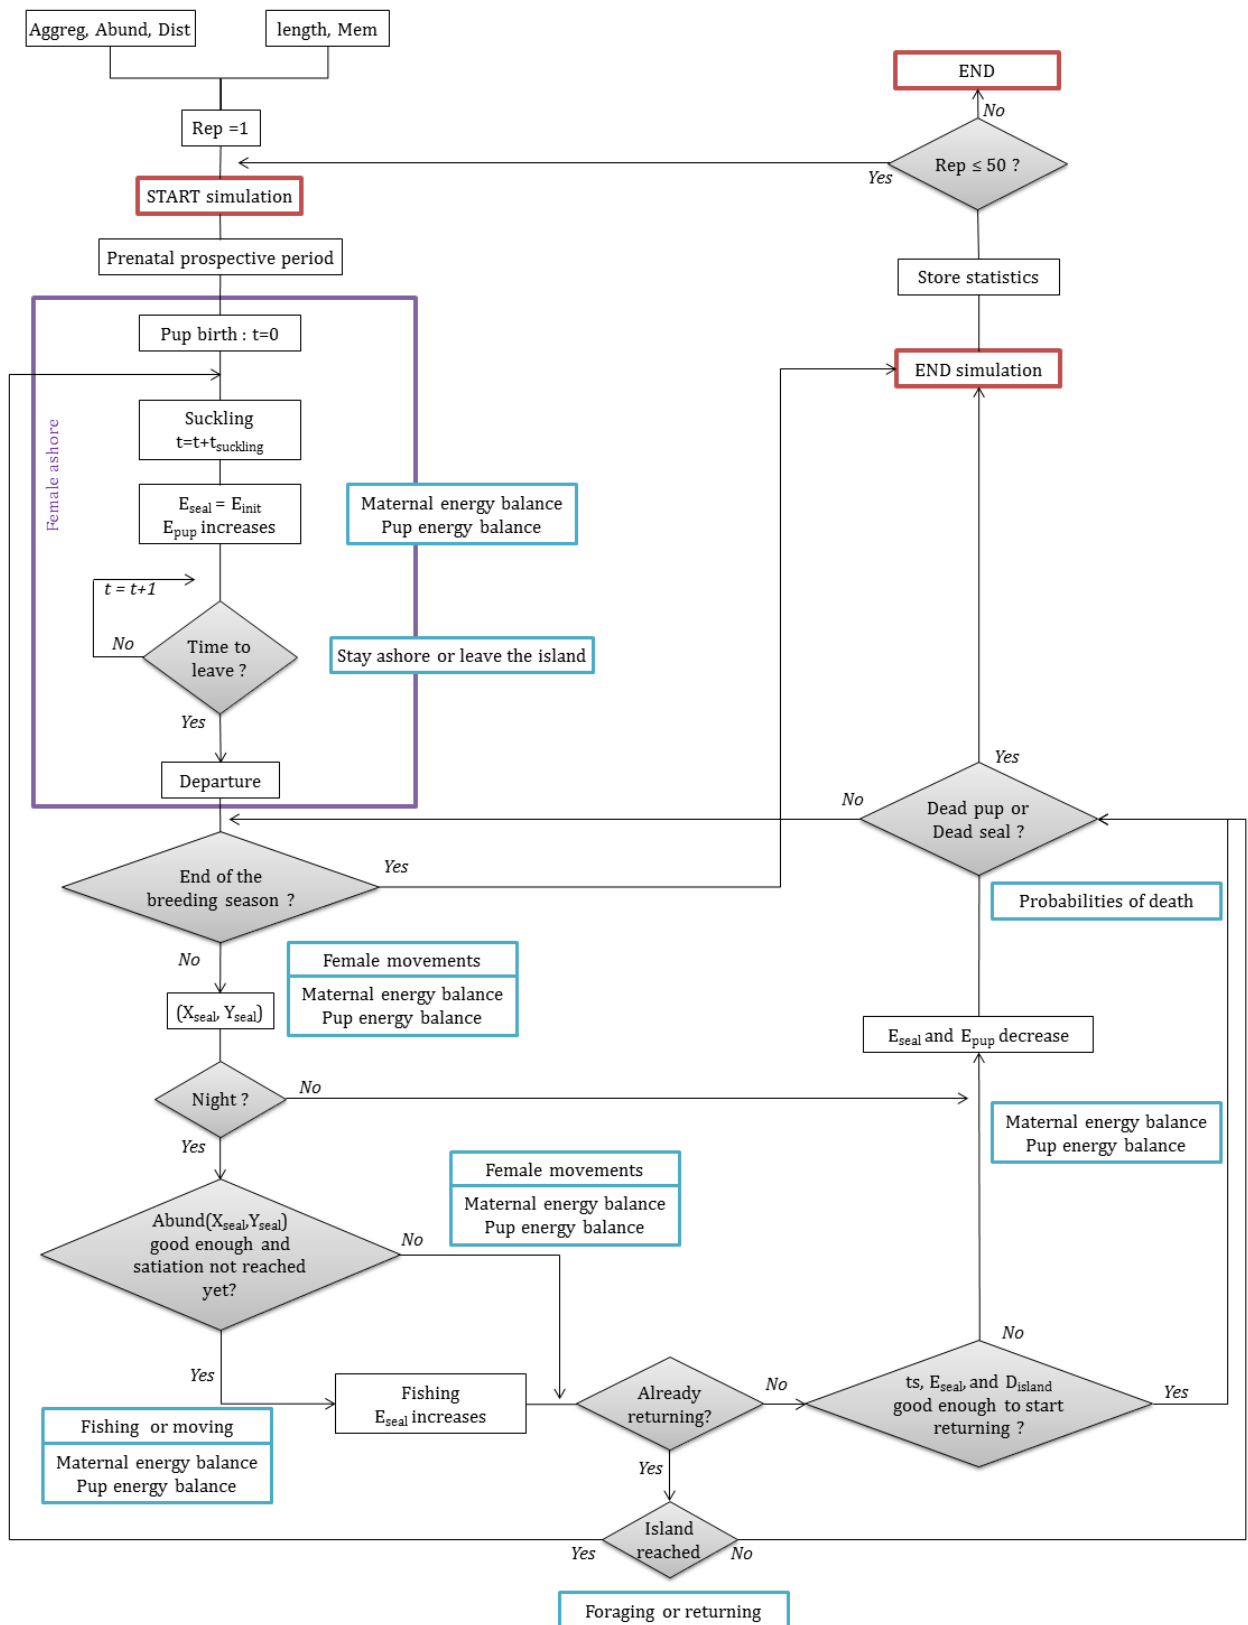 Aggreg, Abund, Dist
length, Mem
END
No
Rep =1
Rep ≤ 50 ?
Yes
START simulation
Prenatal prospective period
Store statistics
Pup birth : t=0
END simulation
Female ashore
Suckling
t=t+tsuckling
Eseal = Einit
Epup increases
Maternal energy balance
Pup energy balance
t = t+1
No
Time to
leave ?
Stay ashore or leave the island
Yes
Departure
Yes
No
Dead pup or
Dead seal ?
End of the
breeding season ?
Yes
Probabilities of death
No
Female movements
Maternal energy balance
Pup energy balance
(Xseal, Yseal)
Eseal and Epup decrease
Night ?
No
Yes
Maternal energy balance
Pup energy balance
Female movements
Maternal energy balance
Pup energy balance
Abund(Xseal,Yseal)
good enough and
satiation not reached
yet?
No
No
Yes
Fishing
Eseal increases
Already
returning?
No
ts, Eseal, and Disland
good enough to start
returning ?
Yes
Fishing or moving
Maternal energy balance
Pup energy balance
Yes
Island
reached
Yes
No
Foraging or returning